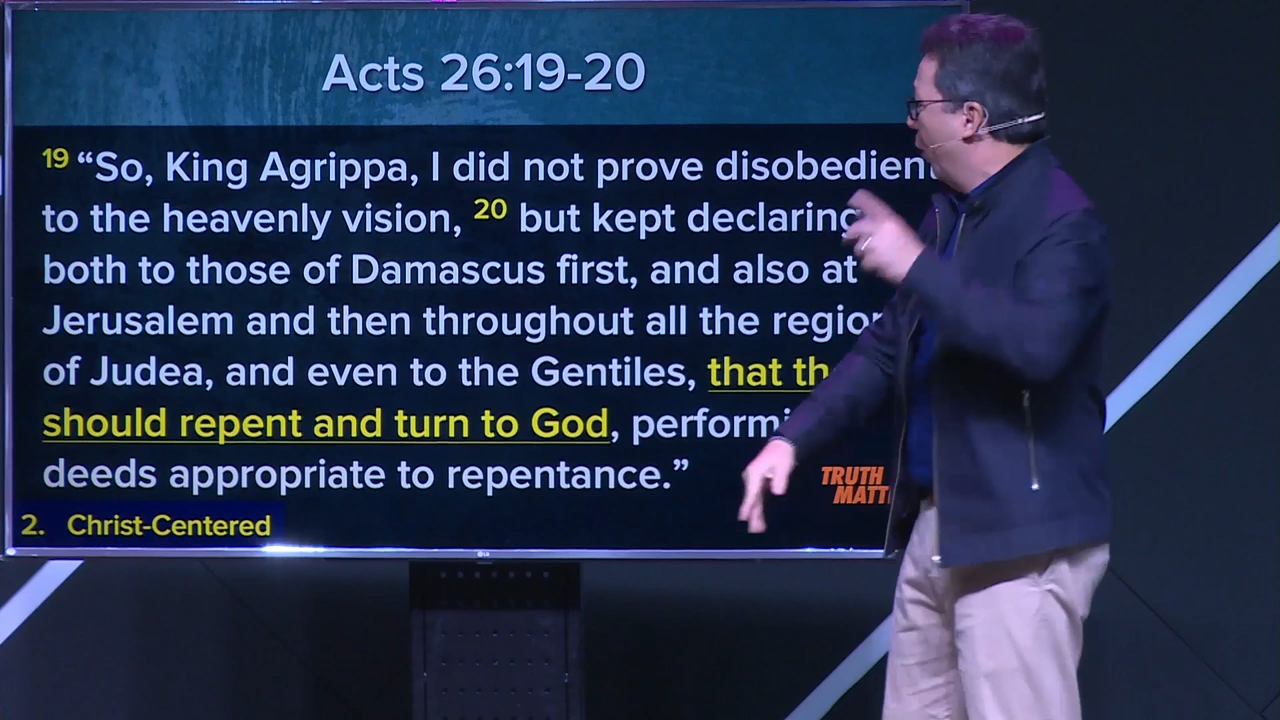 Acts 26:19-20
19 “So, King Agrippa, I did not prove disobedient
to the heavenly vision, 20 but kept declaring
both to those of Damascus first, and also at
Jerusalem and then throughout all the region
of Judea, and even to the Gentiles, that
should repent and turn to God, performi
deeds appropriate to repentance.”
TRUTH
MATT
2. Christ-Centered
LG